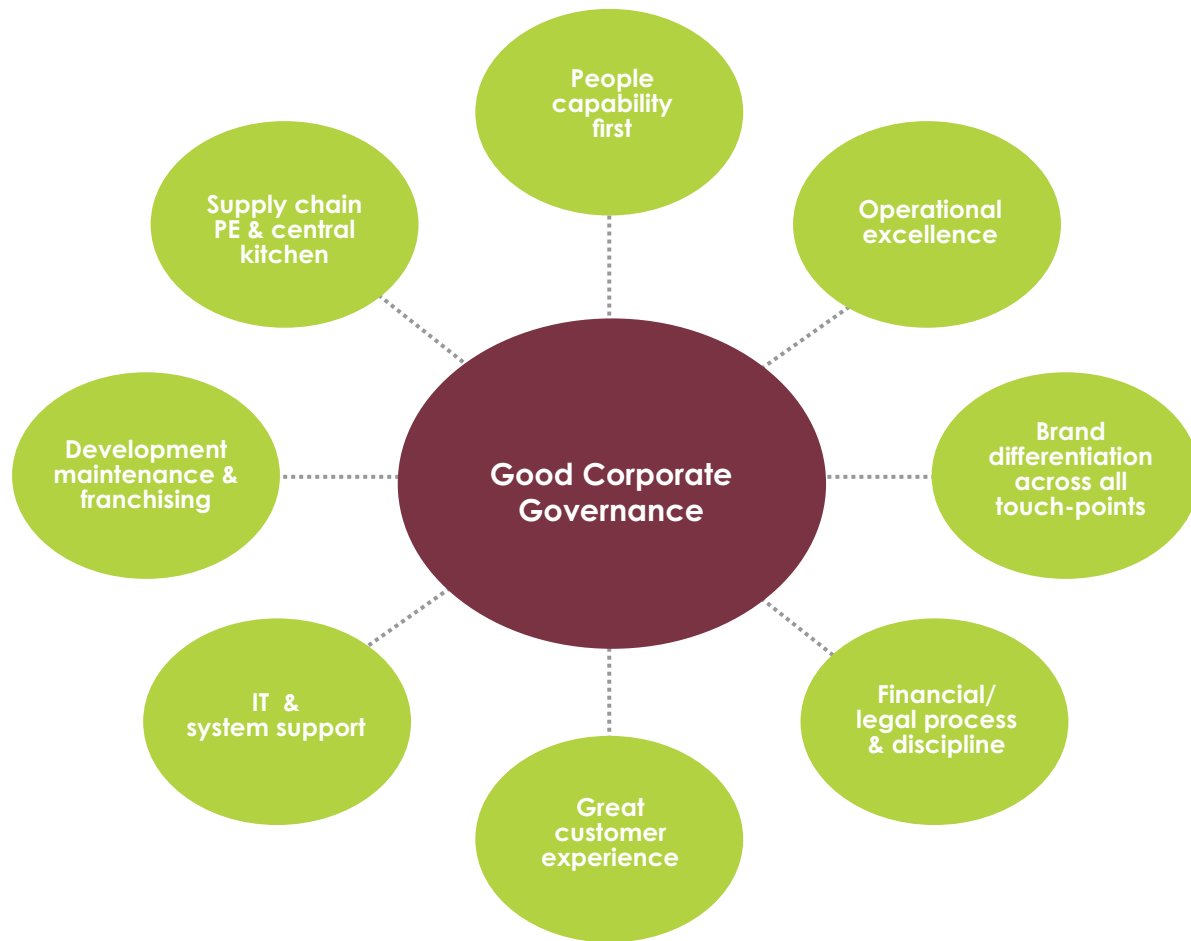 People
capability
first
Operational
excellence
Brand
differentiation
across all
touch-points
Financial/
legal process
& discipline
Great
customer
experience
IT &
system support
Development
maintenance &
franchising
Supply chain
PE & central
kitchen
Good Corporate
Governance